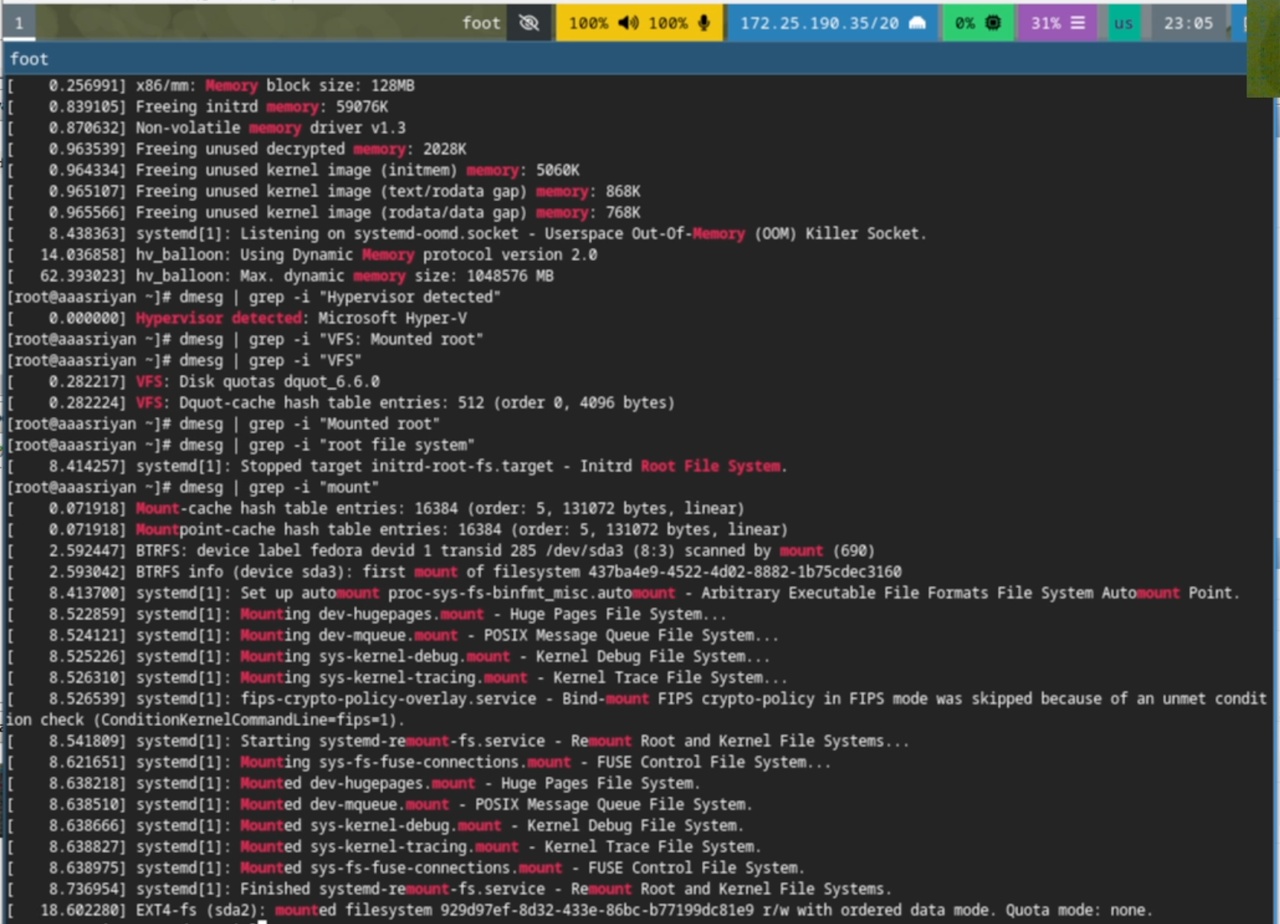 1 foot 100% 100% 172.25.190.35/20 0% 31% us 23:05
foot
[    0.256991] x86/mm: Memory block size: 128MB
[    0.839105] Freeing initrd memory: 59076K
[    0.870632] Non-volatile memory driver v1.3
[    0.963539] Freeing unused decrypted memory: 2028K
[    0.964334] Freeing unused kernel image (initmem) memory: 5060K
[    0.965107] Freeing unused kernel image (text/rodata gap) memory: 868K
[    0.965566] Freeing unused kernel image (rodata/data gap) memory: 768K
[    8.438363] systemd[1]: Listening on systemd-oomd.socket - Userspace Out-Of-Memory (OOM) Killer Socket.
[   14.036858] hv_balloon: Using Dynamic Memory protocol version 2.0
[   62.393023] hv_balloon: Max. dynamic memory size: 1048576 MB
[root@aaasriyan ~]# dmesg | grep -i "Hypervisor detected"
[    0.000000] Hypervisor detected: Microsoft Hyper-V
[root@aaasriyan ~]# dmesg | grep -i "VFS: Mounted root"
[root@aaasriyan ~]# dmesg | grep -i "VFS"
[    0.282217] VFS: Disk quotas dquot_6.6.0
[    0.282224] VFS: Dquot-cache hash table entries: 512 (order 0, 4096 bytes)
[root@aaasriyan ~]# dmesg | grep -i "Mounted root"
[root@aaasriyan ~]# dmesg | grep -i "root file system"
[    8.414257] systemd[1]: Stopped target initrd-root-fs.target - Initrd Root File System.
[root@aaasriyan ~]# dmesg | grep -i "mount"
[    0.071918] Mount-cache hash table entries: 16384 (order: 5, 131072 bytes, linear)
[    0.071918] Mountpoint-cache hash table entries: 16384 (order: 5, 131072 bytes, linear)
[    2.592447] BTRFS: device label fedora devid 1 transid 285 /dev/sda3 (8:3) scanned by mount (690)
[    2.593042] BTRFS info (device sda3): first mount of filesystem 437ba4e9-4522-4d02-8882-1b75cdec3160
[    8.413700] systemd[1]: Set up automount proc-sys-fs-binfmt_misc.automount - Arbitrary Executable File Formats File System Automount Point.
[    8.522859] systemd[1]: Mounting dev-hugepages.mount - Huge Pages File System...
[    8.524121] systemd[1]: Mounting dev-mqueue.mount - POSIX Message Queue File System...
[    8.525226] systemd[1]: Mounting sys-kernel-debug.mount - Kernel Debug File System...
[    8.526310] systemd[1]: Mounting sys-kernel-tracing.mount - Kernel Trace File System...
[    8.526539] systemd[1]: fips-crypto-policy-overlay.service - Bind-mount FIPS crypto-policy in FIPS mode was skipped because of an unmet condit
ion check (ConditionKernelCommandLine=fips=1).
[    8.541809] systemd[1]: Starting systemd-remount-fs.service - Remount Root and Kernel File Systems...
[    8.621651] systemd[1]: Mounting sys-fs-fuse-connections.mount - FUSE Control File System...
[    8.638218] systemd[1]: Mounted dev-hugepages.mount - Huge Pages File System.
[    8.638510] systemd[1]: Mounted dev-mqueue.mount - POSIX Message Queue File System.
[    8.638666] systemd[1]: Mounted sys-kernel-debug.mount - Kernel Debug File System.
[    8.638827] systemd[1]: Mounted sys-kernel-tracing.mount - Kernel Trace File System.
[    8.638975] systemd[1]: Mounted sys-fs-fuse-connections.mount - FUSE Control File System.
[    8.736954] systemd[1]: Finished systemd-remount-fs.service - Remount Root and Kernel File Systems.
[   18.602280] EXT4-fs (sda2): mounted filesystem 929d97ef-8d32-433e-86bc-b77199dc81e9 r/w with ordered data mode. Quota mode: none.